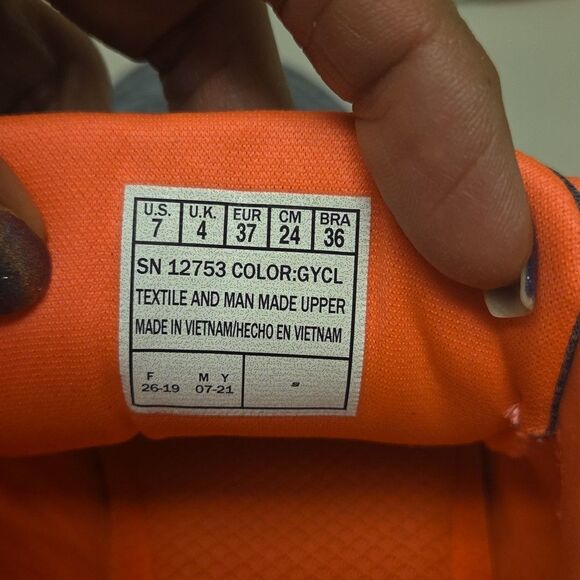 U.S. U.K. EUR CM BRA
7 4 37 24 36
SN 12753 COLOR:GYCL
TEXTILE AND MAN MADE UPPER
MADE IN VIETNAM/HECHO EN VIETNAM
F M Y
26-19 07-21